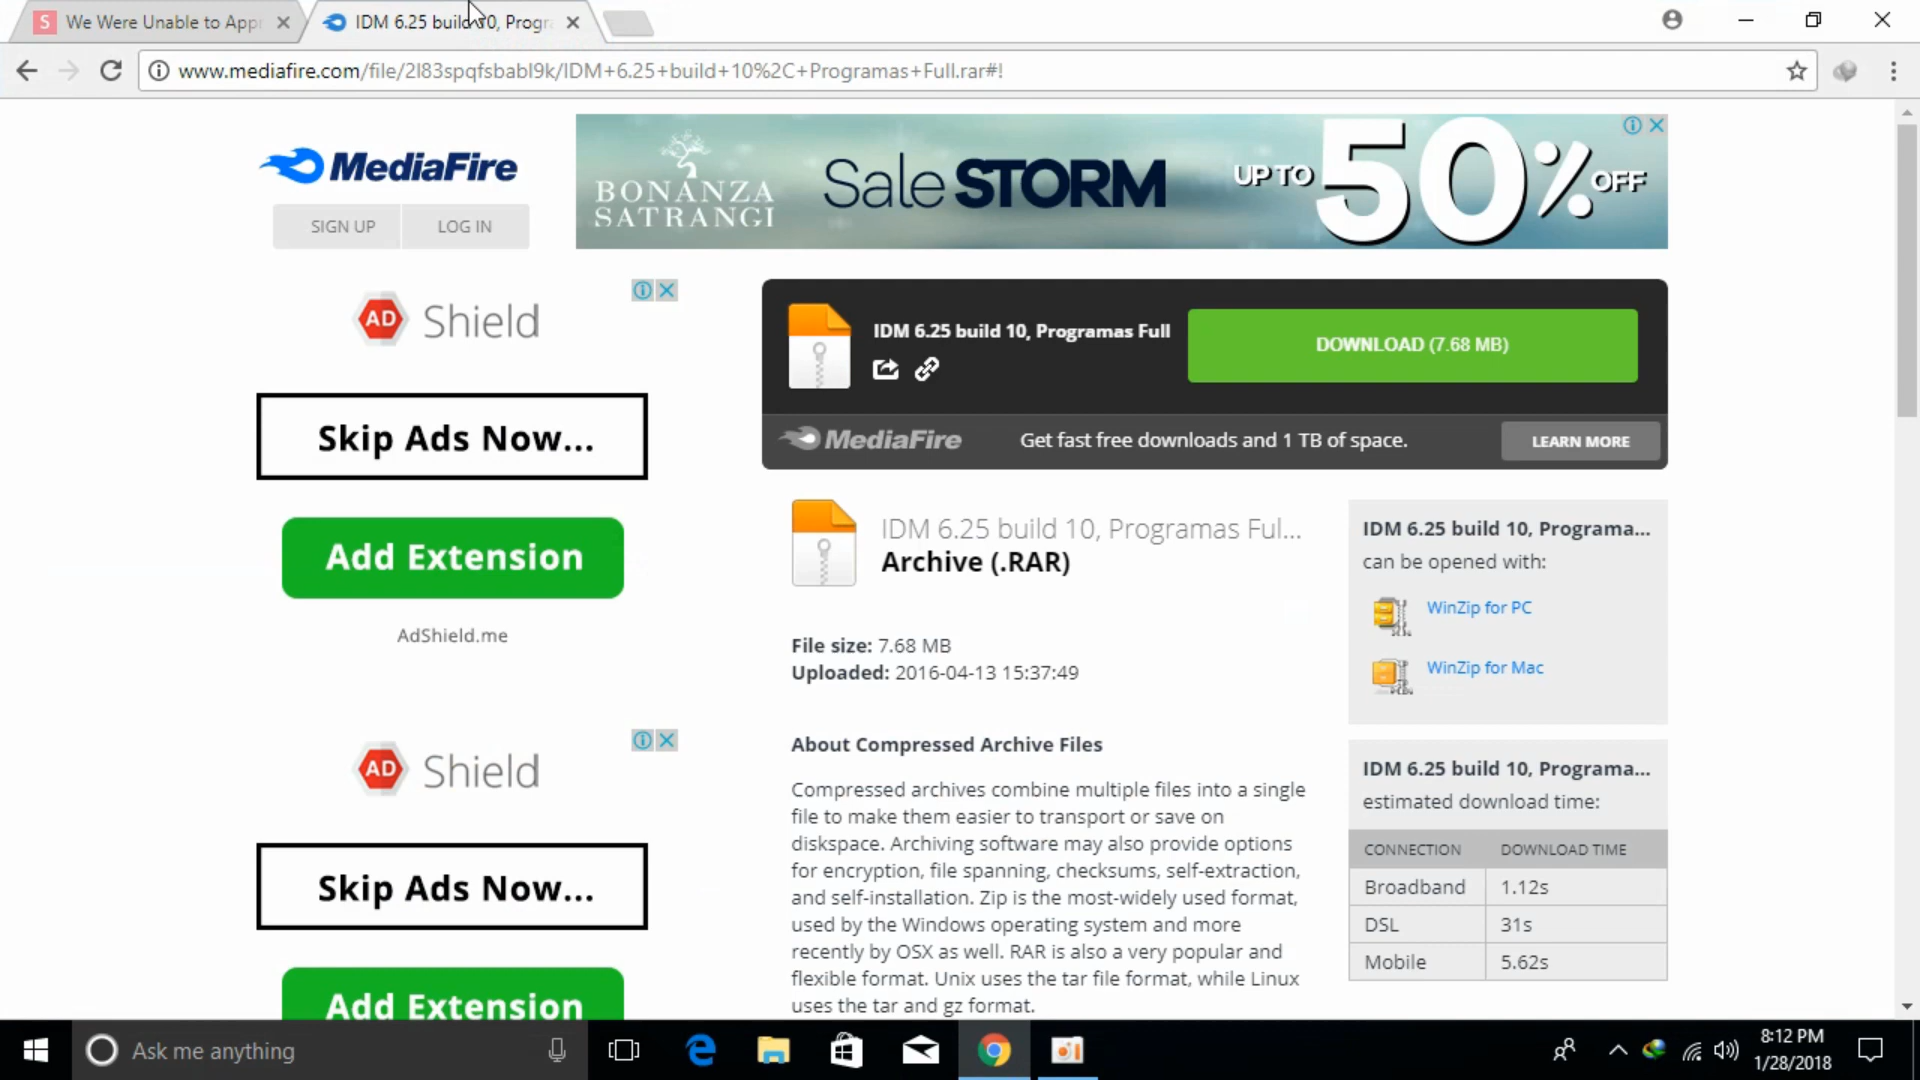 S We Were Unable to App
IDM 6.25 build 10, Progra
www.mediafire.com/file/2l83spqfsbabl9k/IDM+6.25+build+10%2C+Programas+Full.rar#!
MediaFire
SIGN UP
LOG IN
BONANZA
SATRANGI
Sale STORM
UP TO 50% OFF
AD Shield
Skip Ads Now...
Add Extension
AdShield.me
AD Shield
Skip Ads Now...
Add Extension
IDM 6.25 build 10, Programas Full
DOWNLOAD (7.68 MB)
MediaFire
Get fast free downloads and 1 TB of space.
LEARN MORE
IDM 6.25 build 10, Programas Ful...
Archive (.RAR)
File size: 7.68 MB
Uploaded: 2016-04-13 15:37:49
About Compressed Archive Files
Compressed archives combine multiple files into a single
file to make them easier to transport or save on
diskspace. Archiving software may also provide options
for encryption, file spanning, checksums, self-extraction,
and self-installation. Zip is the most-widely used format,
used by the Windows operating system and more
recently by OSX as well. RAR is also a very popular and
flexible format. Unix uses the tar file format, while Linux
uses the tar and gz format.
IDM 6.25 build 10, Programa...
can be opened with:
WinZip for PC
WinZip for Mac
IDM 6.25 build 10, Programa...
estimated download time:
CONNECTION DOWNLOAD TIME
Broadband 1.12s
DSL 31s
Mobile 5.62s
Ask me anything
8:12 PM
1/28/2018